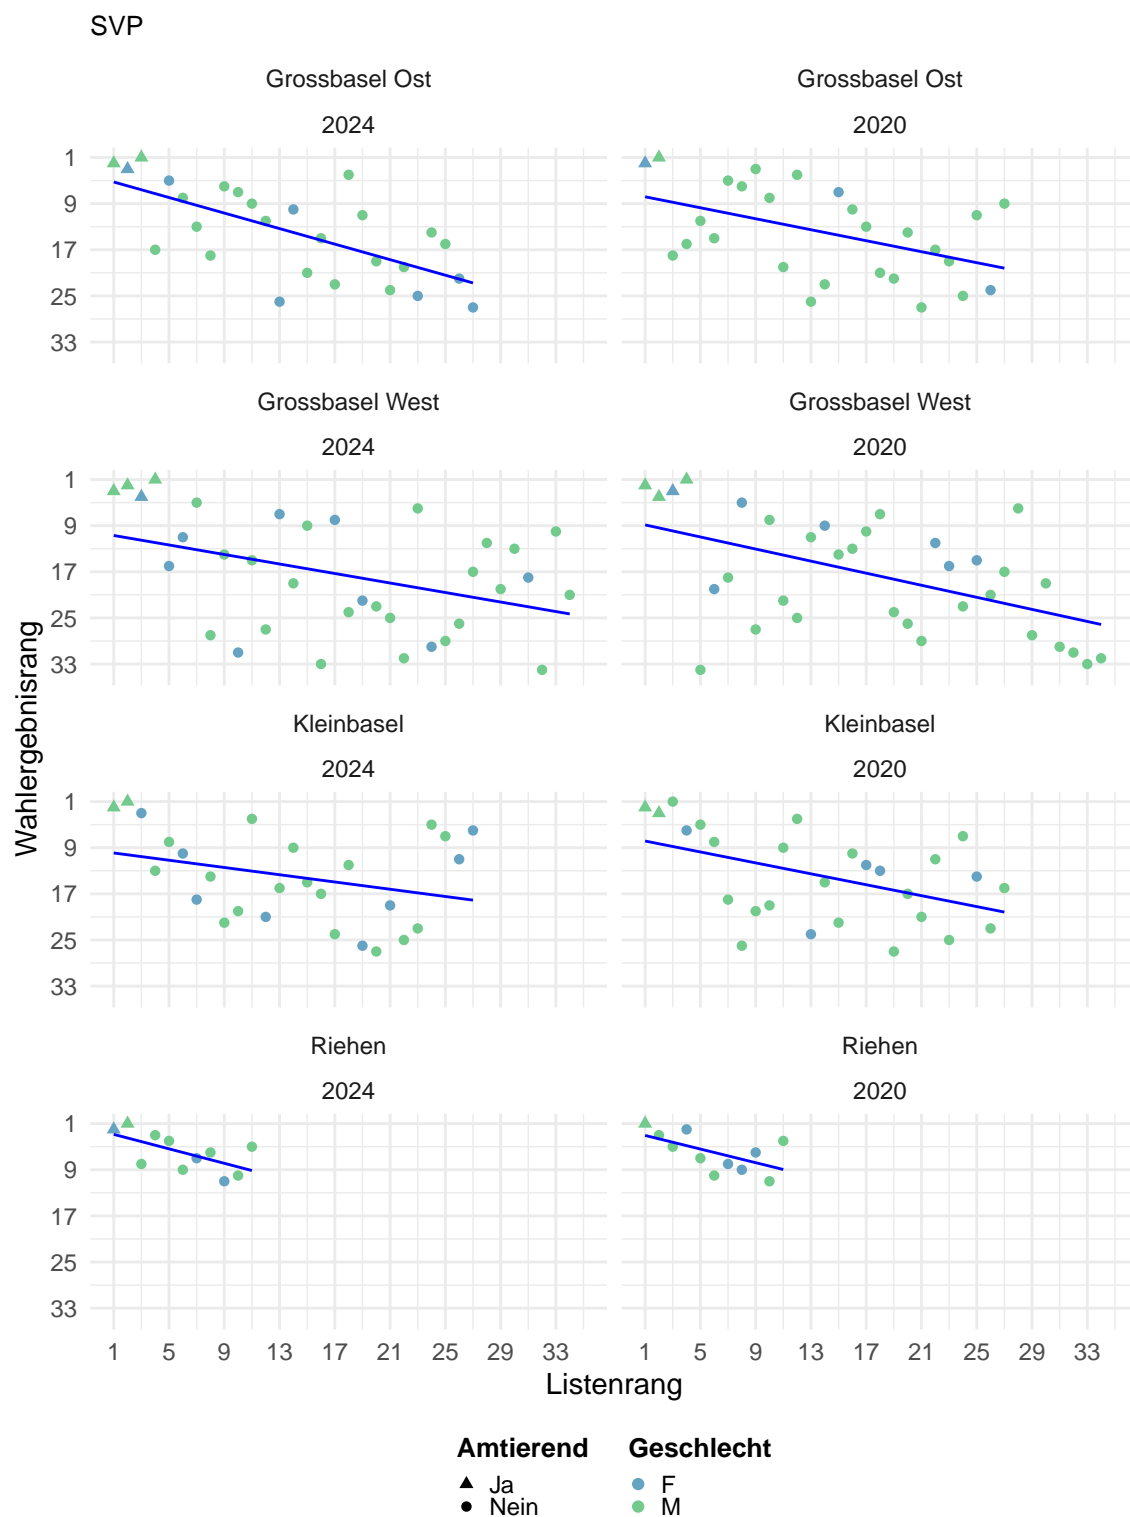 SVP
Grossbasel Ost
Grossbasel Ost
2024
2020
1
9
17
25
33
Grossbasel West
Grossbasel West
2024
2020
1
9
17
25
33
Wahlergebnisrang
Kleinbasel
Kleinbasel
2024
2020
1
9
17
25
33
Riehen
Riehen
2024
2020
1
9
17
25
33
1 5 9 13 17 21 25 29 33
1 5 9 13 17 21 25 29 33
Listenrang
Amtierend
Ja
Nein
Geschlecht
F
M